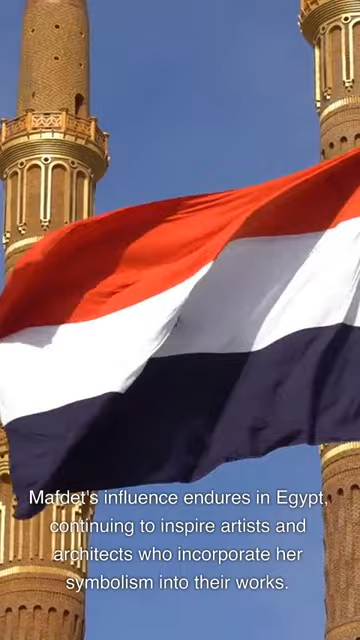 Mafdet's influence endures in Egypt,
continuing to inspire artists and
architects who incorporate her
symbolism into their works.